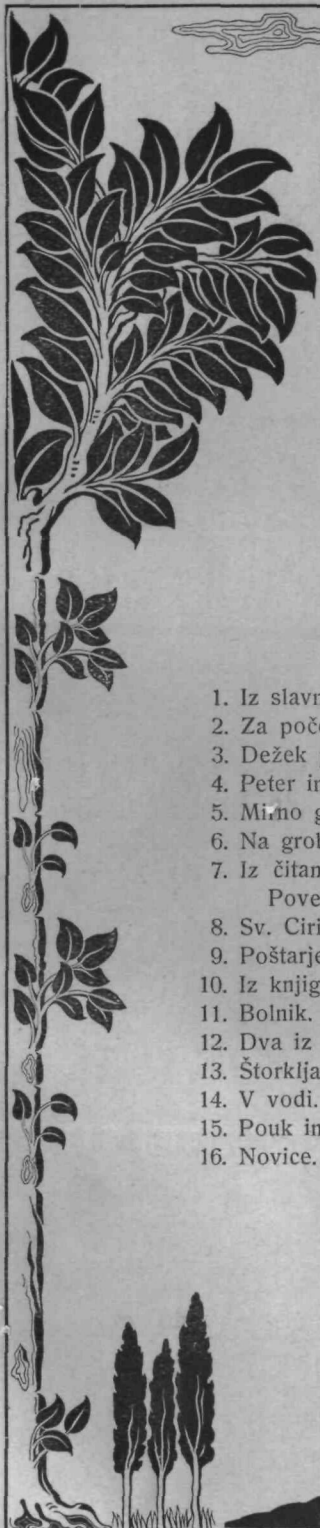 1. Iz slavn
2. Za poč
3. Dežek
4. Peter in
5. Mirno g
6. Na grob
7. Iz čitan
Pove
8. Sv. Ciri
9. Poštarje
10. Iz knjig
11. Bolnik.
12. Dva iz
13. Štorklja
14. V vodi.
15. Pouk in
16. Novice.